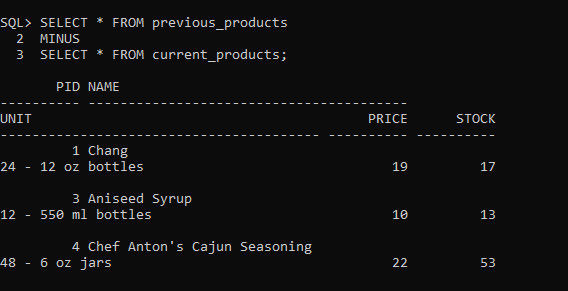 SQL> SELECT * FROM previous_products
  2  MINUS
  3  SELECT * FROM current_products;
       PID NAME
---------- ----------------------------------------
UNIT                                          PRICE      STOCK
---------------------------------------- ---------- ----------
         1 Chang
24 - 12 oz bottles                               19         17
         3 Aniseed Syrup
12 - 550 ml bottles                              10         13
         4 Chef Anton's Cajun Seasoning
48 - 6 oz jars                                   22         53